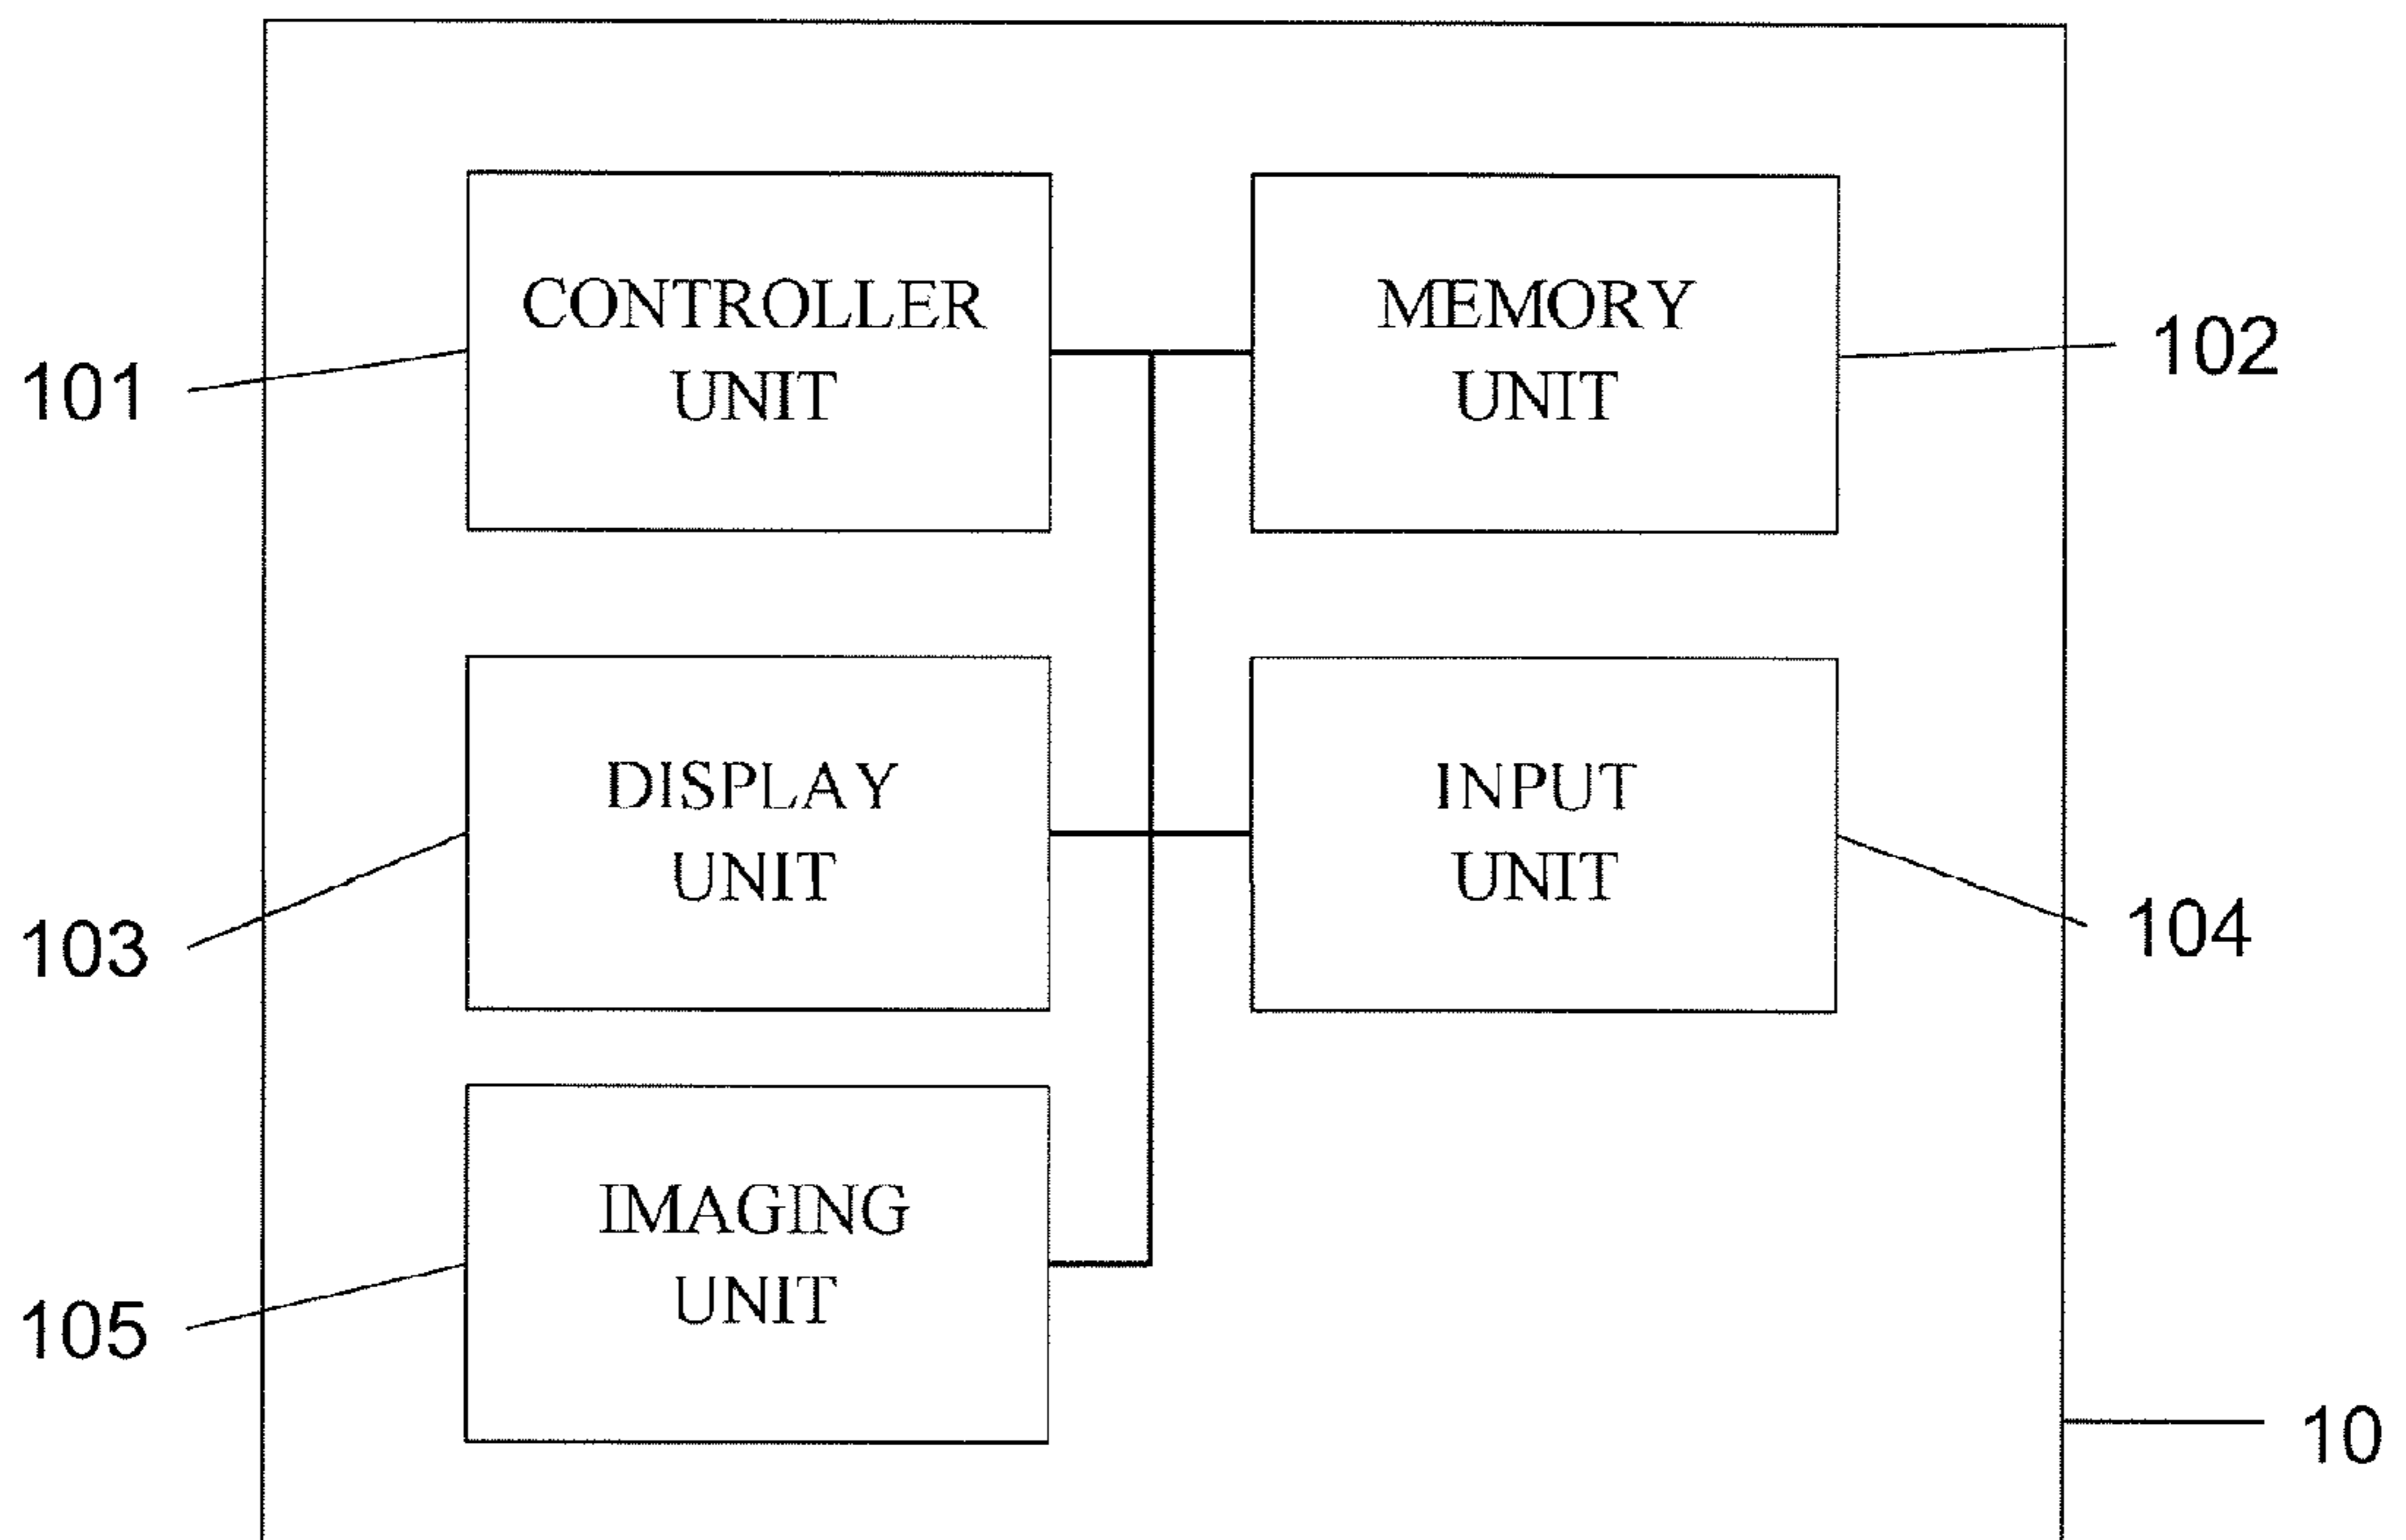 CONTROLLER
UNIT
101
MEMORY
UNIT
102
DISPLAY
UNIT
103
INPUT
UNIT
104
IMAGING
UNIT
105
10